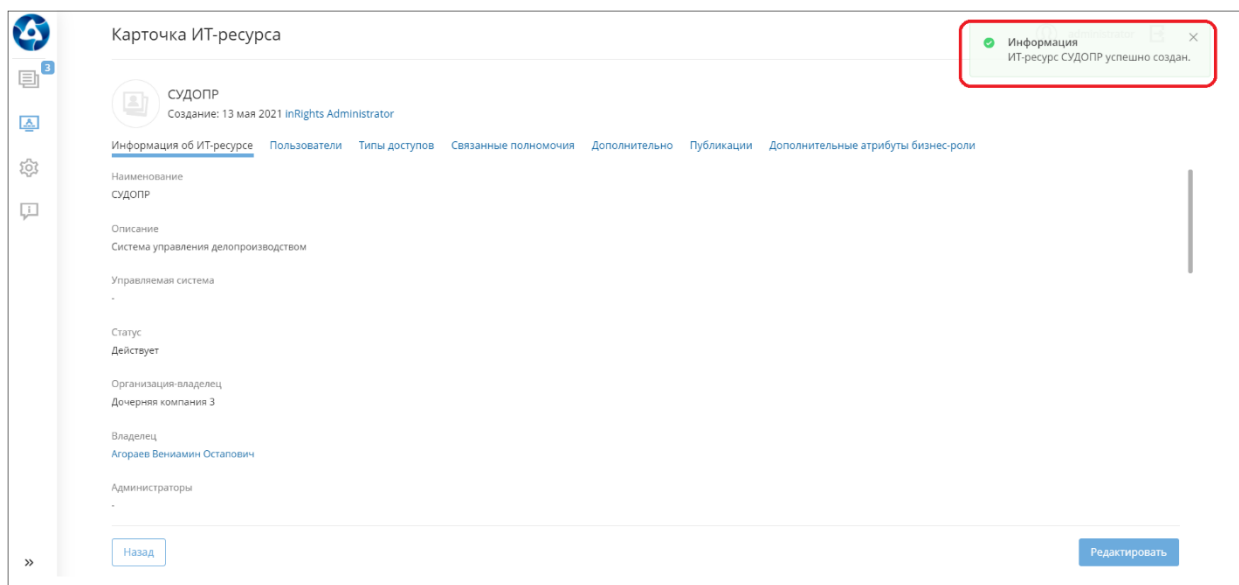 Карточка ИТ-ресурса
Информация
ИТ-ресурс СУДОПР успешно создан.
3
СУДОПР
Создание: 13 мая 2021 inRights Administrator
Информация об ИТ-ресурсе Пользователи Типы доступов Связанные полномочия Дополнительно Публикации Дополнительные атрибуты бизнес-роли
Наименование
СУДОПР
Описание
Система управления делопроизводством
Управляемая система
-
Статус
Действует
Организация-владелец
Дочерняя компания 3
Владелец
Агораев Вениамин Остапович
Администраторы
-
Назад
Редактировать